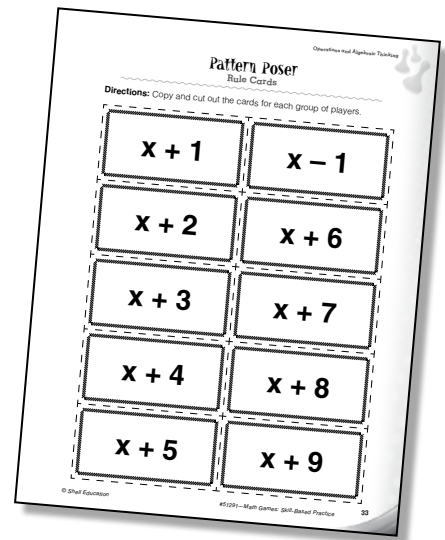 Operations and Algebraic Thinking
Pattern Poser
Rule Cards
Directions: Copy and cut out the cards for each group of players.
x + 1
x – 1
x + 2
x + 6
x + 3
x + 7
x + 4
x + 8
x + 5
x + 9
© Shell Education
#51291—Math Games: Skill-Based Practice
33